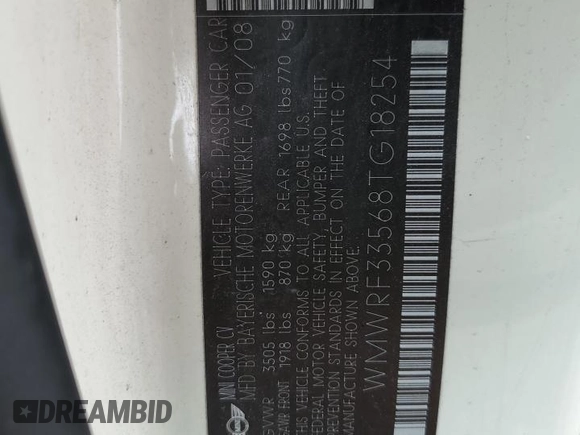 MINI COOPER CV
VEHICLE TYPE: PASSENGER CAR
MFD BY BAYERISCHE MOTORENWERKE AG 01/08
GVWR 3505 lbs 1590 kg
GAWR FRONT 1918 lbs 870 kg REAR 1698 lbs 770 kg
THIS VEHICLE CONFORMS TO ALL APPLICABLE U.S.
FEDERAL MOTOR VEHICLE SAFETY, BUMPER AND THEFT
PREVENTION STANDARDS IN EFFECT ON THE DATE OF
MANUFACTURE SHOWN ABOVE.
WMWRF33568TG18254
DREAMBID